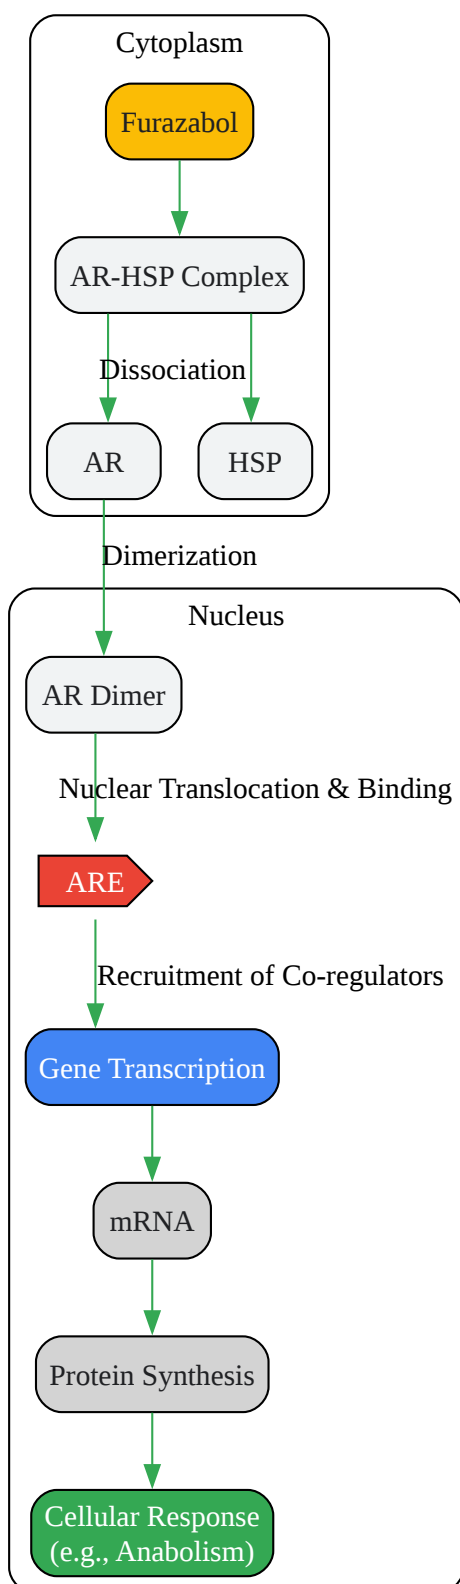 Cytoplasm
Furazabol
AR-HSP Complex
Dissociation
AR
HSP
Dimerization
Nucleus
AR Dimer
Nuclear Translocation & Binding
ARE
Recruitment of Co-regulators
Gene Transcription
mRNA
Protein Synthesis
Cellular Response
(e.g., Anabolism)